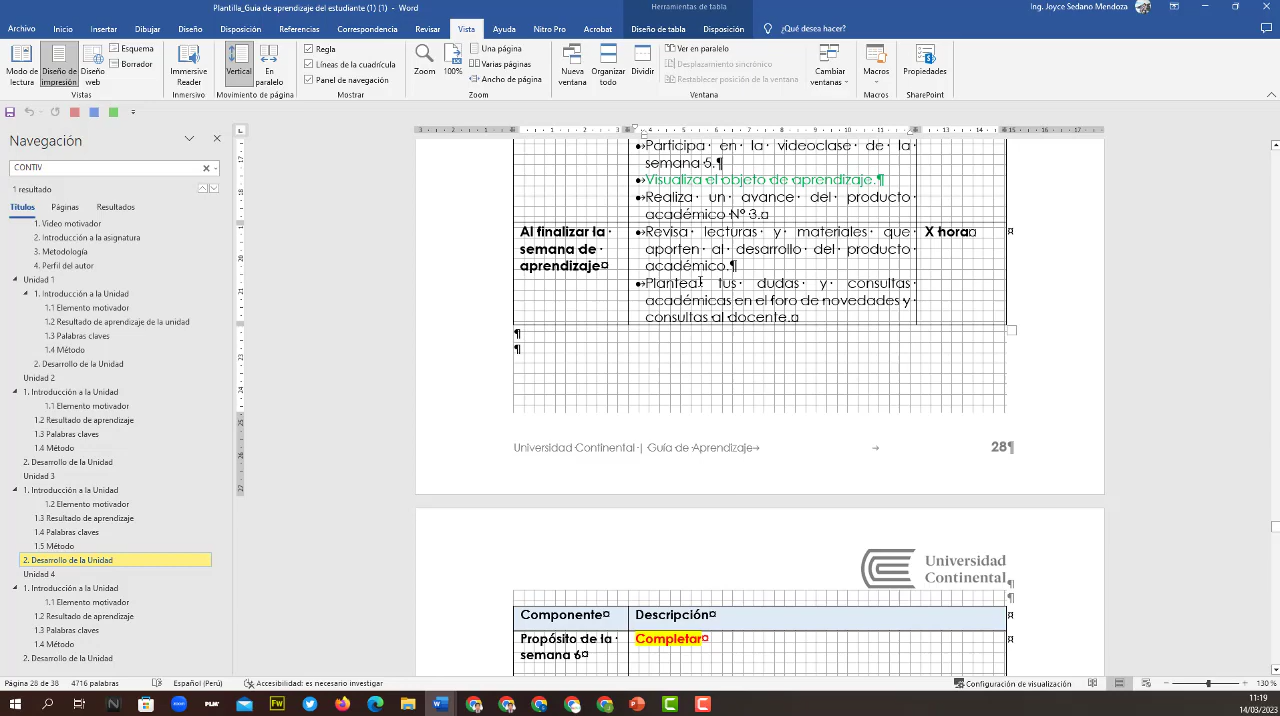 Plantilla_Guia de aprendizaje del estudiante (1) (1) - Word
Herramientas de tabla
Ing. Joyce Sedano Mendoza
Archivo Inicio Insertar Dibujar Diseño Disposición Referencias Correspondencia Revisar Vista Ayuda Nitro Pro Acrobat Diseño de tabla Disposición ¿Qué desea hacer?
Modo de lectura
Diseño de impresión
Diseño web
Esquema
Borrador
Vistas
Immersive Reader
Inmersivo
Vertical
En paralelo
Movimiento de página
Regla
Líneas de la cuadrícula
Panel de navegación
Mostrar
Zoom
100%
Una página
Varias páginas
Ancho de página
Zoom
Nueva ventana
Organizar todo
Dividir
Ver en paralelo
Desplazamiento sincrónico
Restablecer posición de la ventana
Ventana
Cambiar ventanas
Macros
Macros
Propiedades
SharePoint
Navegación
CONTIV
1 resultado
Títulos Páginas Resultados
1. Video motivador
2. Introducción a la asignatura
3. Metodología
4. Perfil del autor
Unidad 1
1. Introducción a la Unidad
1.1 Elemento motivador
1.2 Resultado de aprendizaje de la unidad
1.3 Palabras claves
1.4 Método
2. Desarrollo de la Unidad
Unidad 2
1. Introducción a la Unidad
1.1 Elemento motivador
1.2 Resultado de aprendizaje
1.3 Palabras claves
1.4 Método
2. Desarrollo de la Unidad
Unidad 3
1. Introducción a la Unidad
1.2 Elemento motivador
1.3 Resultado de aprendizaje
1.4 Palabras claves
1.5 Método
2. Desarrollo de la Unidad
Unidad 4
1. Introducción a la Unidad
1.1 Elemento motivador
1.2 Resultado de aprendizaje
1.3 Palabras claves
1.4 Método
2. Desarrollo de la Unidad
Participa en la videoclase de la
semana 5.¶
Visualiza el objeto de aprendizaje.¶
Realiza un avance del producto
académico N° 3.¤
Al finalizar la
semana de
aprendizaje¤
Revisa lecturas y materiales que
aporten al desarrollo del producto
académico.¶
Plantea tus dudas y consultas
académicas en el foro de novedades y
consultas al docente.¤
X hora¤
¶
¶
Universidad Continental | Guía de Aprendizaje→ → 28¶
Universidad
Continental¶
¶
Componente¤ Descripción¤
Propósito de la
semana 6¤
Completar¤
Página 28 de 38 4716 palabras Español (Perú) Accesibilidad: es necesario investigar Configuración de visualización 130 %
11:19
14/03/2023